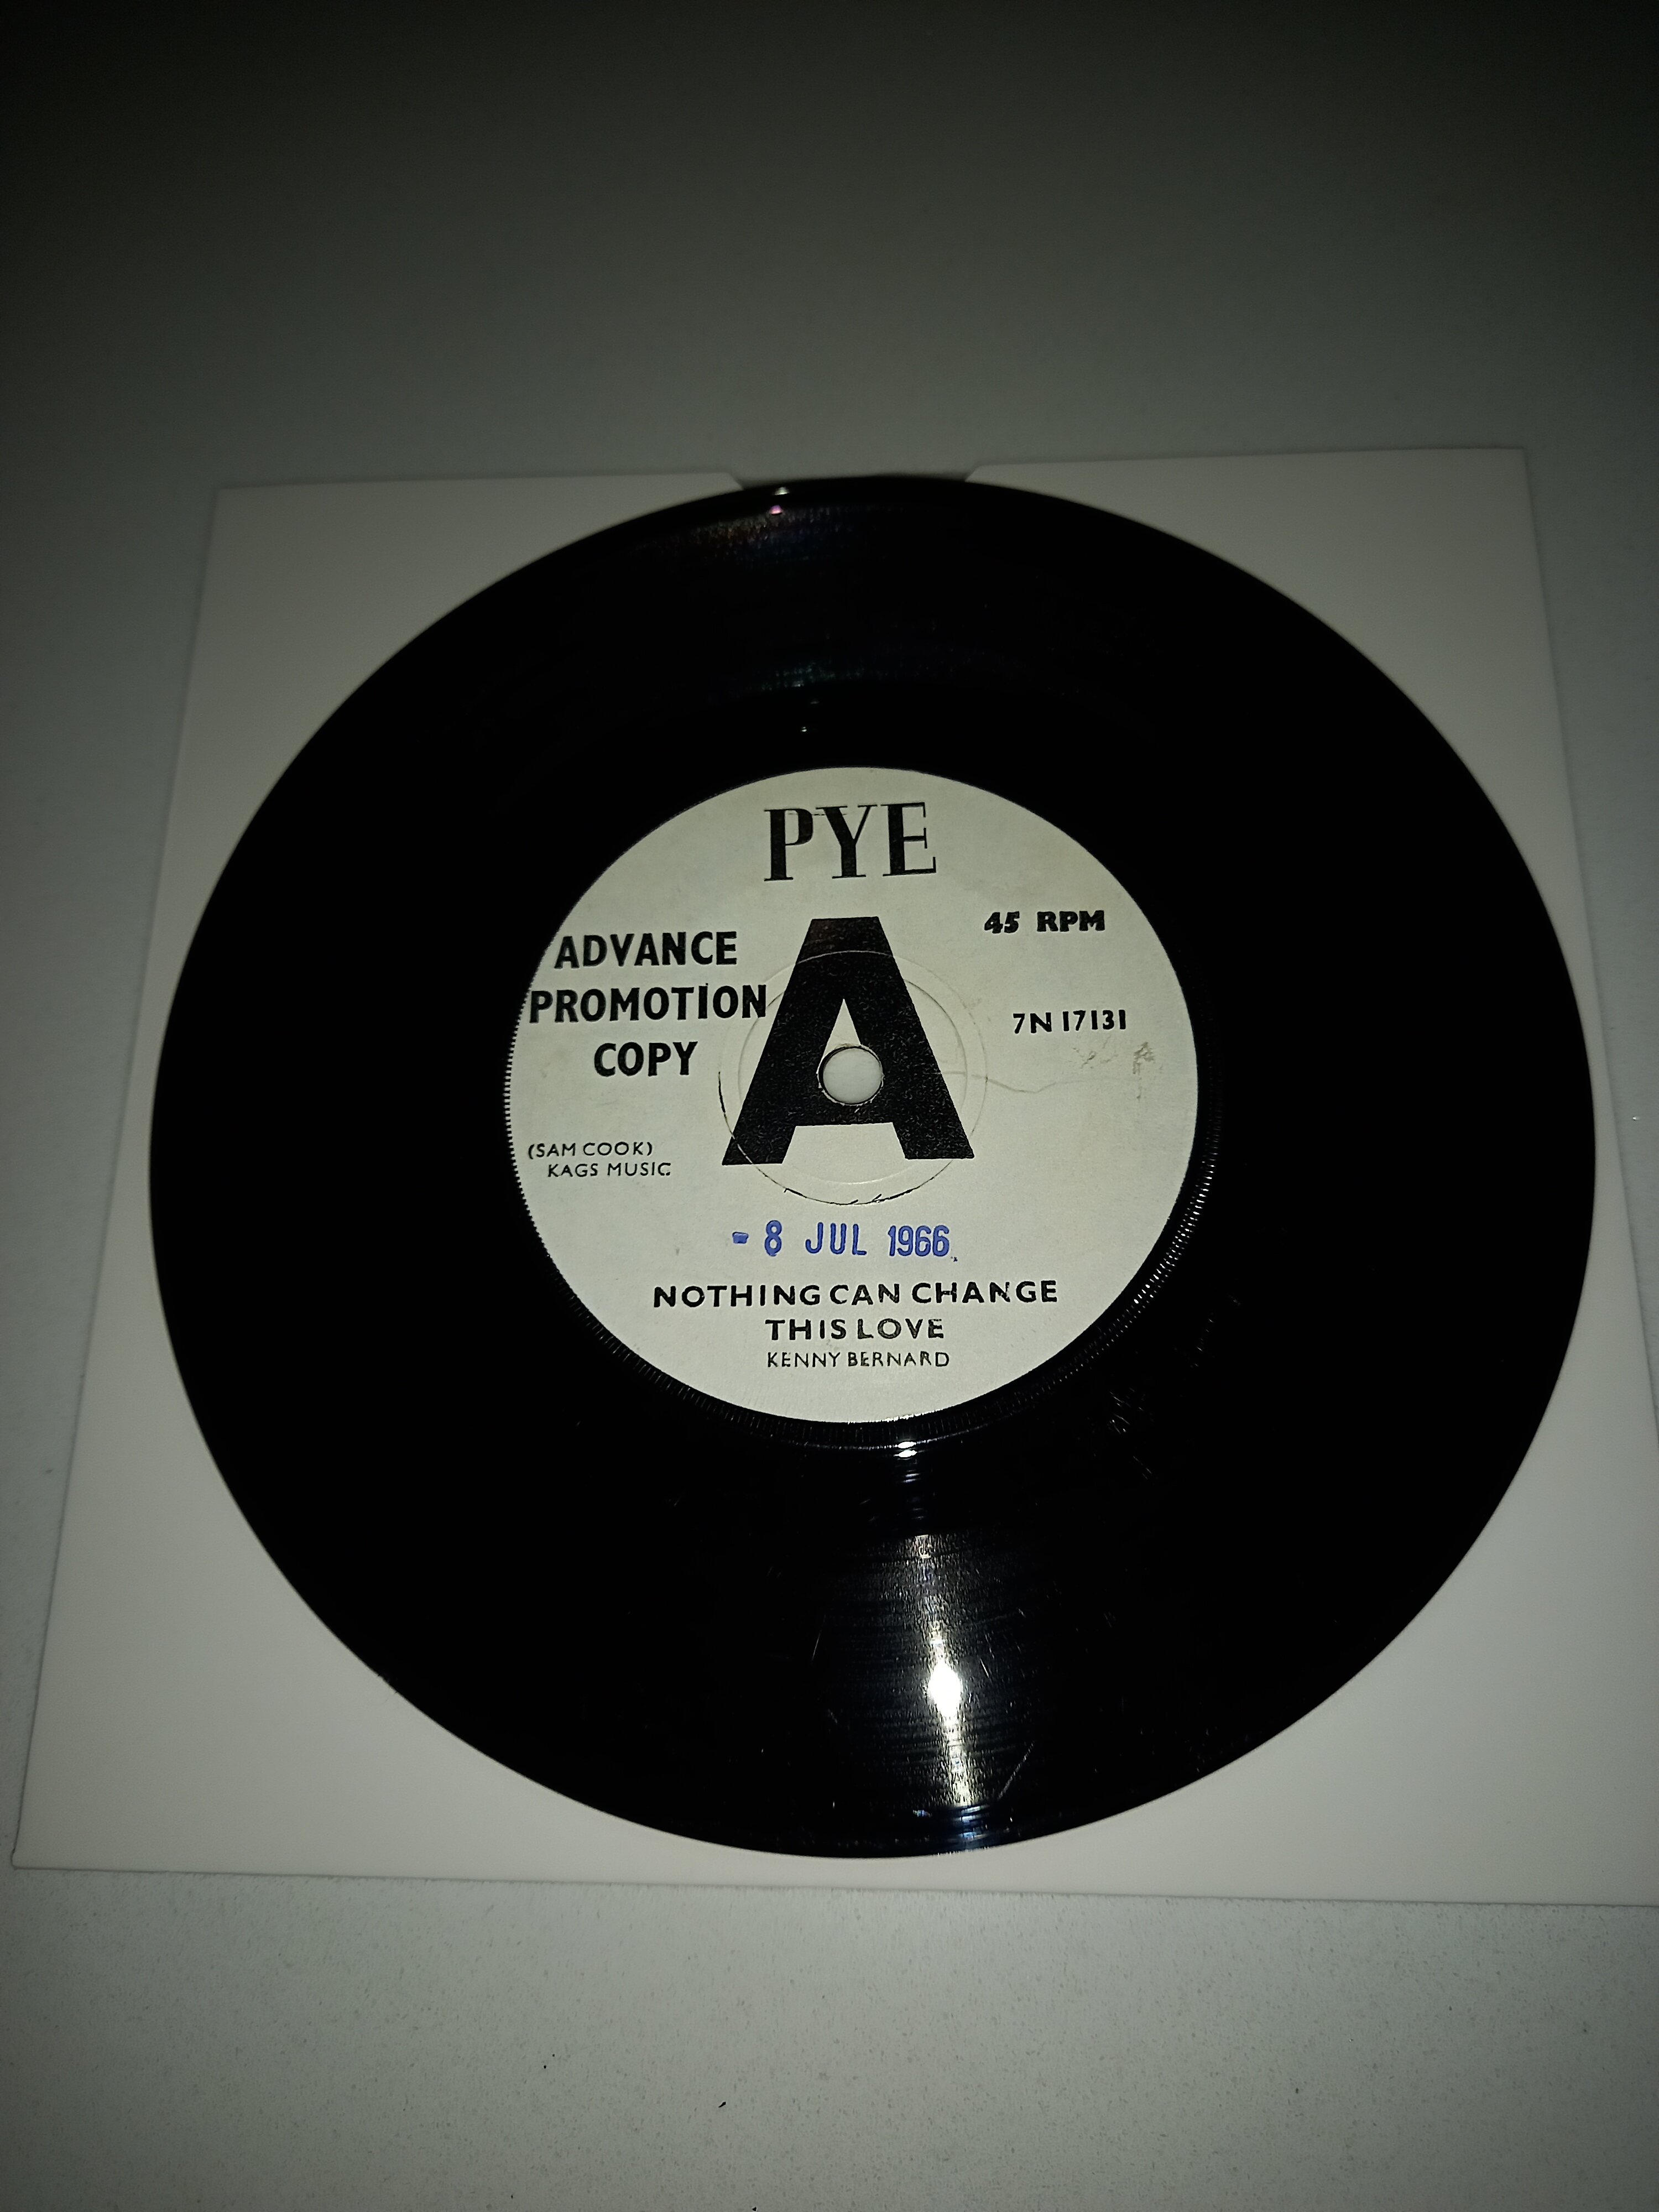 PYE
A
45 RPM
ADVANCE
PROMOTION
COPY
7N 17131
(SAM COOK)
KAGS MUSIC
- 8 JUL 1966
NOTHING CAN CHANGE
THIS LOVE
KENNY BERNARD